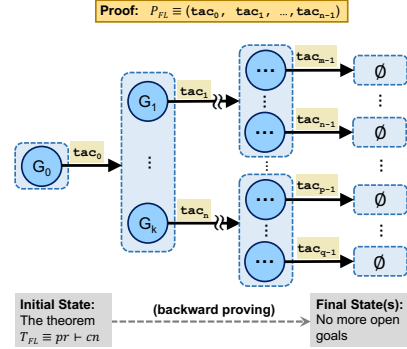 Proof: P_FL ≡ (tac_0, tac_1, …, tac_n-1)
tac_0
tac_1
tac_n
tac_m-1
tac_n-1
tac_p-1
tac_q-1
G_0
G_1
⋮
G_k
...
⋮
...
⋮
...
⋮
...
∅
⋮
∅
⋮
∅
⋮
∅
Initial State:
The theorem
T_FL ≡ pr ⊢ cn
(backward proving)
Final State(s):
No more open
goals